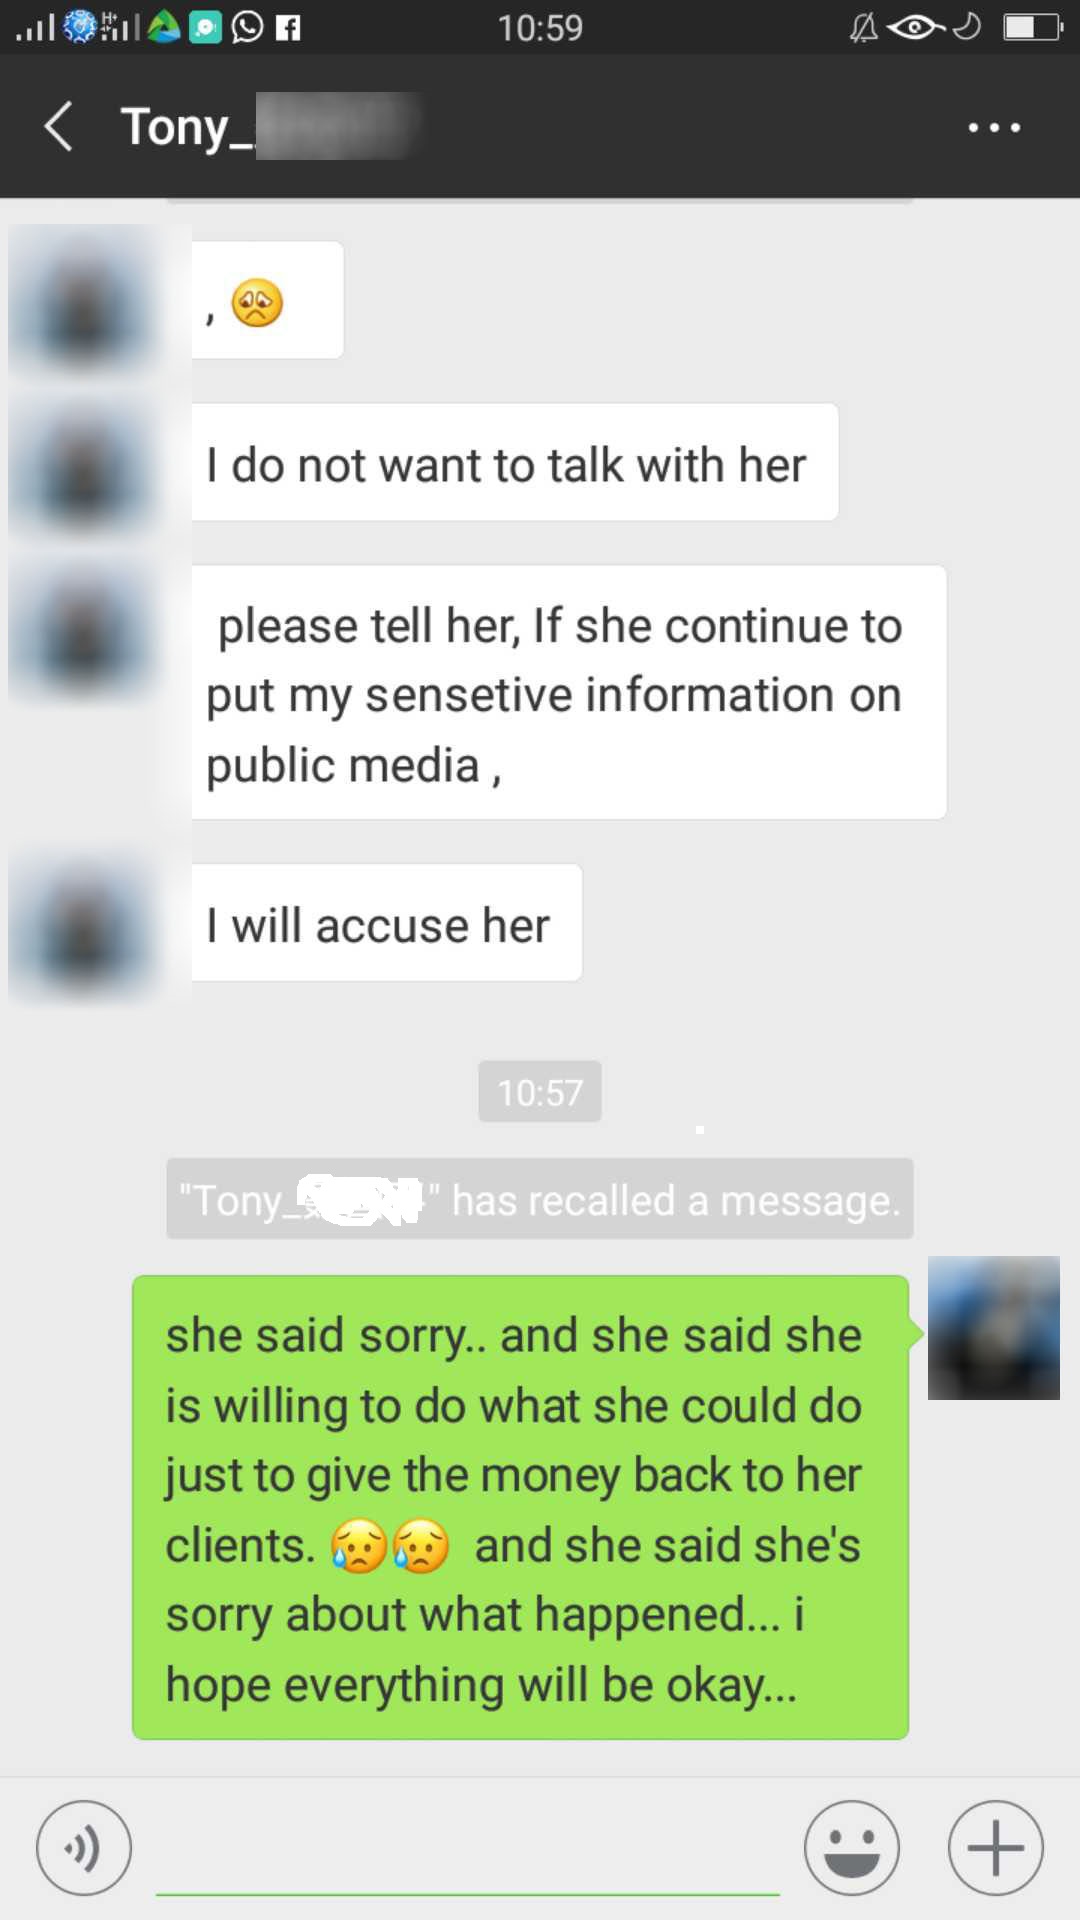 10:59
Tony_
, 😩
I do not want to talk with her
please tell her, If she continue to
put my sensetive information on
public media ,
I will accuse her
10:57
"Tony_ " has recalled a message.
she said sorry.. and she said she
is willing to do what she could do
just to give the money back to her
clients. 😥😥 and she said she's
sorry about what happened... i
hope everything will be okay...